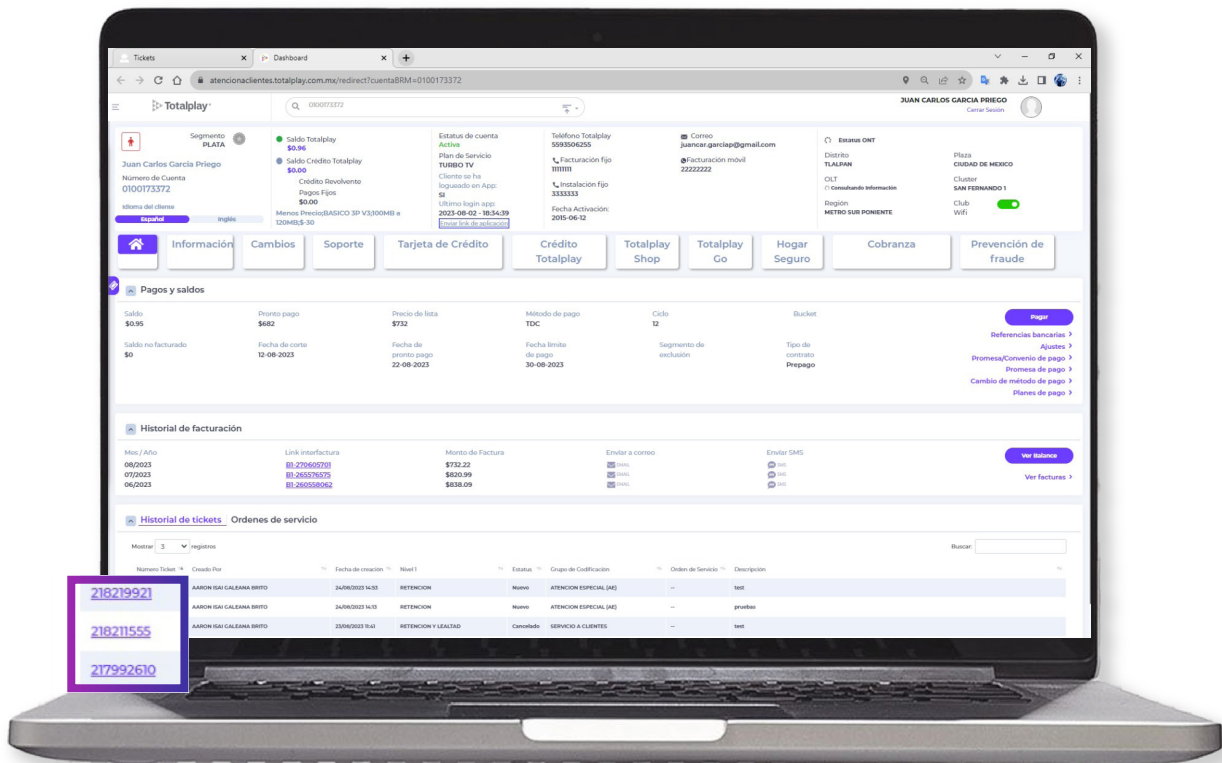 Tickets
Dashboard
atencionaclientes.totalplay.com.mx/redirect?cuentaBRM=0100173372
Totalplay
0100173372
JUAN CARLOS GARCIA PRIEGO
Cerrar Sesión
Segmento
PLATA
Juan Carlos Garcia Priego
Número de Cuenta
0100173372
Idioma del cliente
Español Inglés
Saldo Totalplay
$0.96
Saldo Crédito Totalplay
$0.00
Crédito Revolvente
Pagos Fijos
$0.00
Menos Precio;BASICO 3P V3;100MB a
120MB;$-30
Estatus de cuenta
Activa
Plan de Servicio
TURBO TV
Cliente se ha
logueado en App:
SI
Ultimo login app:
2023-08-02 - 18:34:39
Enviar link de aplicación
Teléfono Totalplay
5593506255
Facturación fijo
1111111
Instalación fijo
3333333
Fecha Activación:
2015-06-12
Correo
juancar.garciap@gmail.com
Facturación móvil
22222222
Estatus ONT
Distrito
TLALPAN
OLT
Consultando información
Región
METRO SUR PONIENTE
Plaza
CIUDAD DE MEXICO
Cluster
SAN FERNANDO 1
Club
Wifi
Información Cambios Soporte Tarjeta de Crédito Crédito Totalplay Totalplay Shop Totalplay Go Hogar Seguro Cobranza Prevención de fraude
Pagos y saldos
Saldo Pronto pago Precio de lista Método de pago Ciclo Bucket
$0.95 $682 $732 TDC 12
Saldo no facturado
$0
Fecha de corte
12-08-2023
Fecha de
pronto pago
22-08-2023
Fecha límite
de pago
30-08-2023
Segmento de
exclusión
Tipo de
contrato
Prepago
Pagar
Referencias bancarias
Ajustes
Promesa/Convenio de pago
Promesa de pago
Cambio de método de pago
Planes de pago
Historial de facturación
Mes / Año Link interfactura Monto de Factura Enviar a correo Enviar SMS
08/2023 B1-270605701 $732.22 EMAIL SMS
07/2023 B1-265576575 $820.99 EMAIL SMS
06/2023 B1-260558062 $838.09 EMAIL SMS
Ver Balance
Ver facturas
Historial de tickets Ordenes de servicio
Mostrar 3 registros Buscar:
Número Ticket Creado Por Fecha de creación Nivel 1 Estatus Grupo de Codificación Orden de Servicio Descripción
218219921 AARON ISAI GALEANA BRITO 24/08/2023 14:53 RETENCION Nuevo ATENCION ESPECIAL (AE) -- test
218211555 AARON ISAI GALEANA BRITO 24/08/2023 14:13 RETENCION Nuevo ATENCION ESPECIAL (AE) -- pruebas
217992610 AARON ISAI GALEANA BRITO 23/08/2023 11:41 RETENCION Y LEALTAD Cancelado SERVICIO A CLIENTES -- test